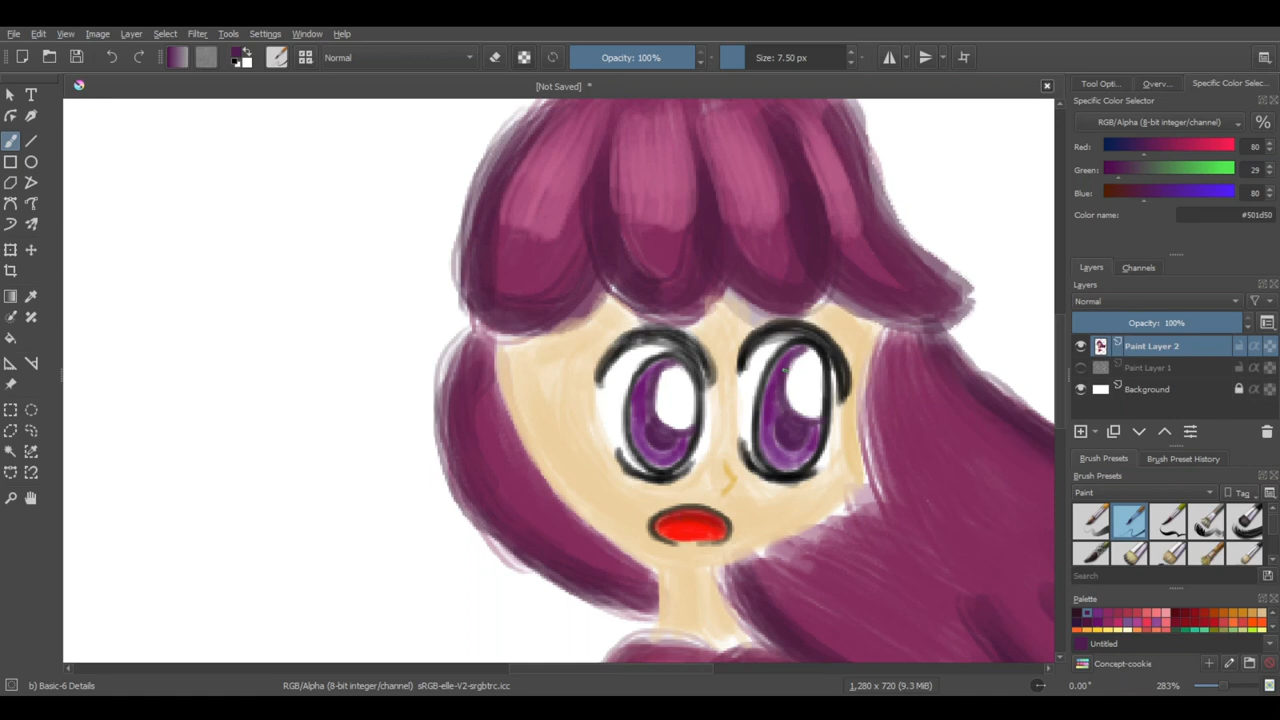 File Edit View Image Layer Select Filter Tools Settings Window Help
Normal Opacity: 100% Size: 7.50 px
[Not Saved] *
Tool Opti... Overv... Specific Color Selec...
Specific Color Selector
RGB/Alpha (8-bit integer/channel) %
Red: 80
Green: 29
Blue: 80
Color name: #501d50
Layers Channels
Layers
Normal
Opacity: 100%
Paint Layer 2
Paint Layer 1
Background
Brush Presets Brush Preset History
Brush Presets
Paint Tag
Search
Palette
Untitled
Concept-cookie
b) Basic-6 Details RGB/Alpha (8-bit integer/channel) sRGB-elle-V2-srgbtrc.icc 1,280 x 720 (9.3 MiB) 0.00° 283%